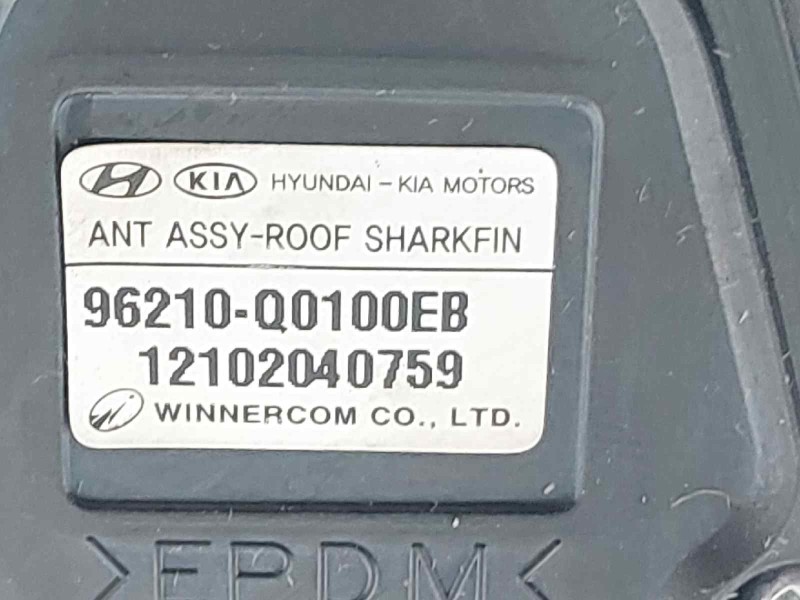 KIA HYUNDAI - KIA MOTORS
ANT ASSY-ROOF SHARKFIN
96210-Q0100EB
12102040759
WINNERCOM CO., LTD.
>EPDM<